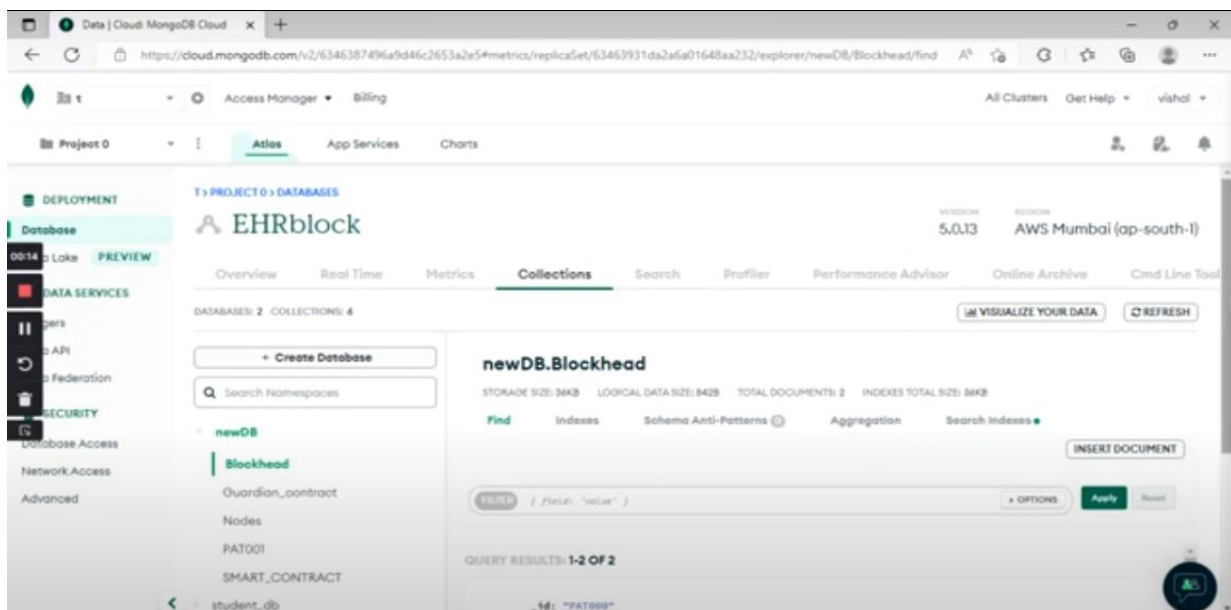 Data | Cloud: MongoDB Cloud
https://cloud.mongodb.com/v2/6346387496a9d46c2653a2e5#metrics/replicaSet/63463931da2a6a01648aa232/explorer/newDB/Blockhead/find
t Access Manager Billing All Clusters Get Help vishal
Project 0 Atlas App Services Charts
DEPLOYMENT
Database
Lake PREVIEW
DATA SERVICES
API
Federation
SECURITY
Database Access
Network Access
Advanced
00:14
T > PROJECT 0 > DATABASES
EHRblock
VERSION
5.0.13
REGION
AWS Mumbai (ap-south-1)
Overview Real Time Metrics Collections Search Profiler Performance Advisor Online Archive Cmd Line Tool
DATABASES: 2 COLLECTIONS: 6
VISUALIZE YOUR DATA REFRESH
+ Create Database
Search Namespaces
newDB
Blockhead
Guardian_contract
Nodes
PAT001
SMART_CONTRACT
student_db
newDB.Blockhead
STORAGE SIZE: 36KB LOGICAL DATA SIZE: 842B TOTAL DOCUMENTS: 2 INDEXES TOTAL SIZE: 36KB
Find Indexes Schema Anti-Patterns Aggregation Search Indexes
INSERT DOCUMENT
FILTER { field: 'value' } OPTIONS Apply Reset
QUERY RESULTS: 1-2 OF 2
_id: "PAT000"